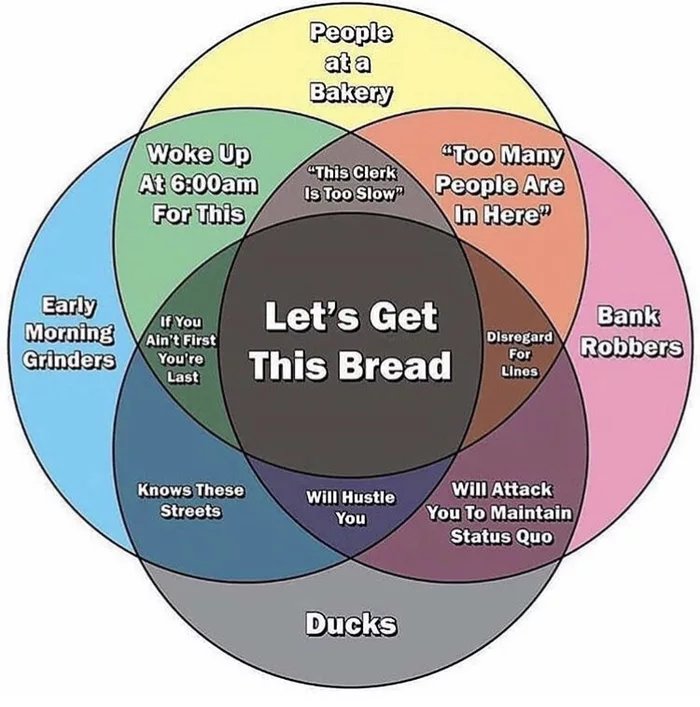 People
at a
Bakery
Woke Up
At 6:00am
For This
"This Clerk
Is Too Slow"
"Too Many
People Are
In Here"
Early
Morning
Grinders
If You
Ain't First
You're
Last
Let's Get
This Bread
Disregard
For
Lines
Bank
Robbers
Knows These
Streets
Will Hustle
You
Will Attack
You To Maintain
Status Quo
Ducks